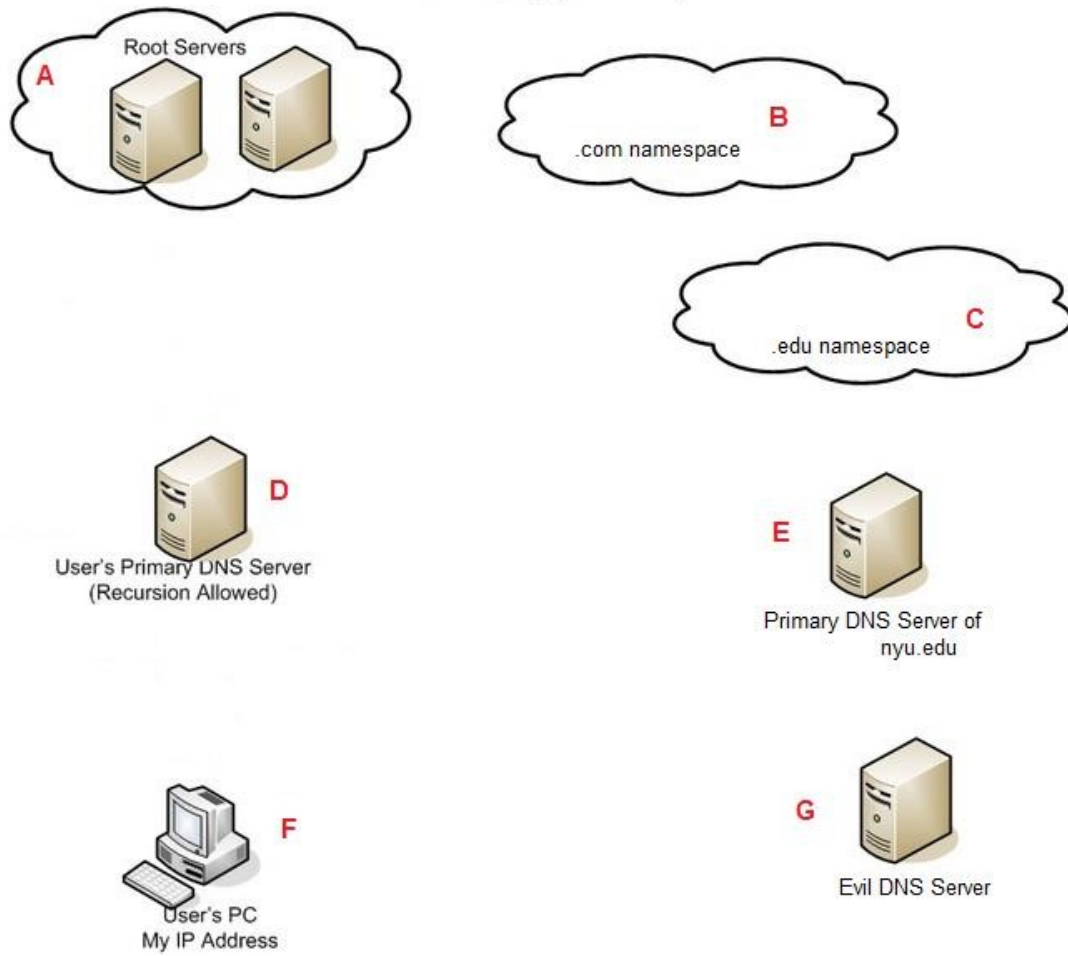 Root Servers
A
B
.com namespace
C
.edu namespace
D
User's Primary DNS Server
(Recursion Allowed)
E
Primary DNS Server of
nyu.edu
F
User's PC
My IP Address
G
Evil DNS Server